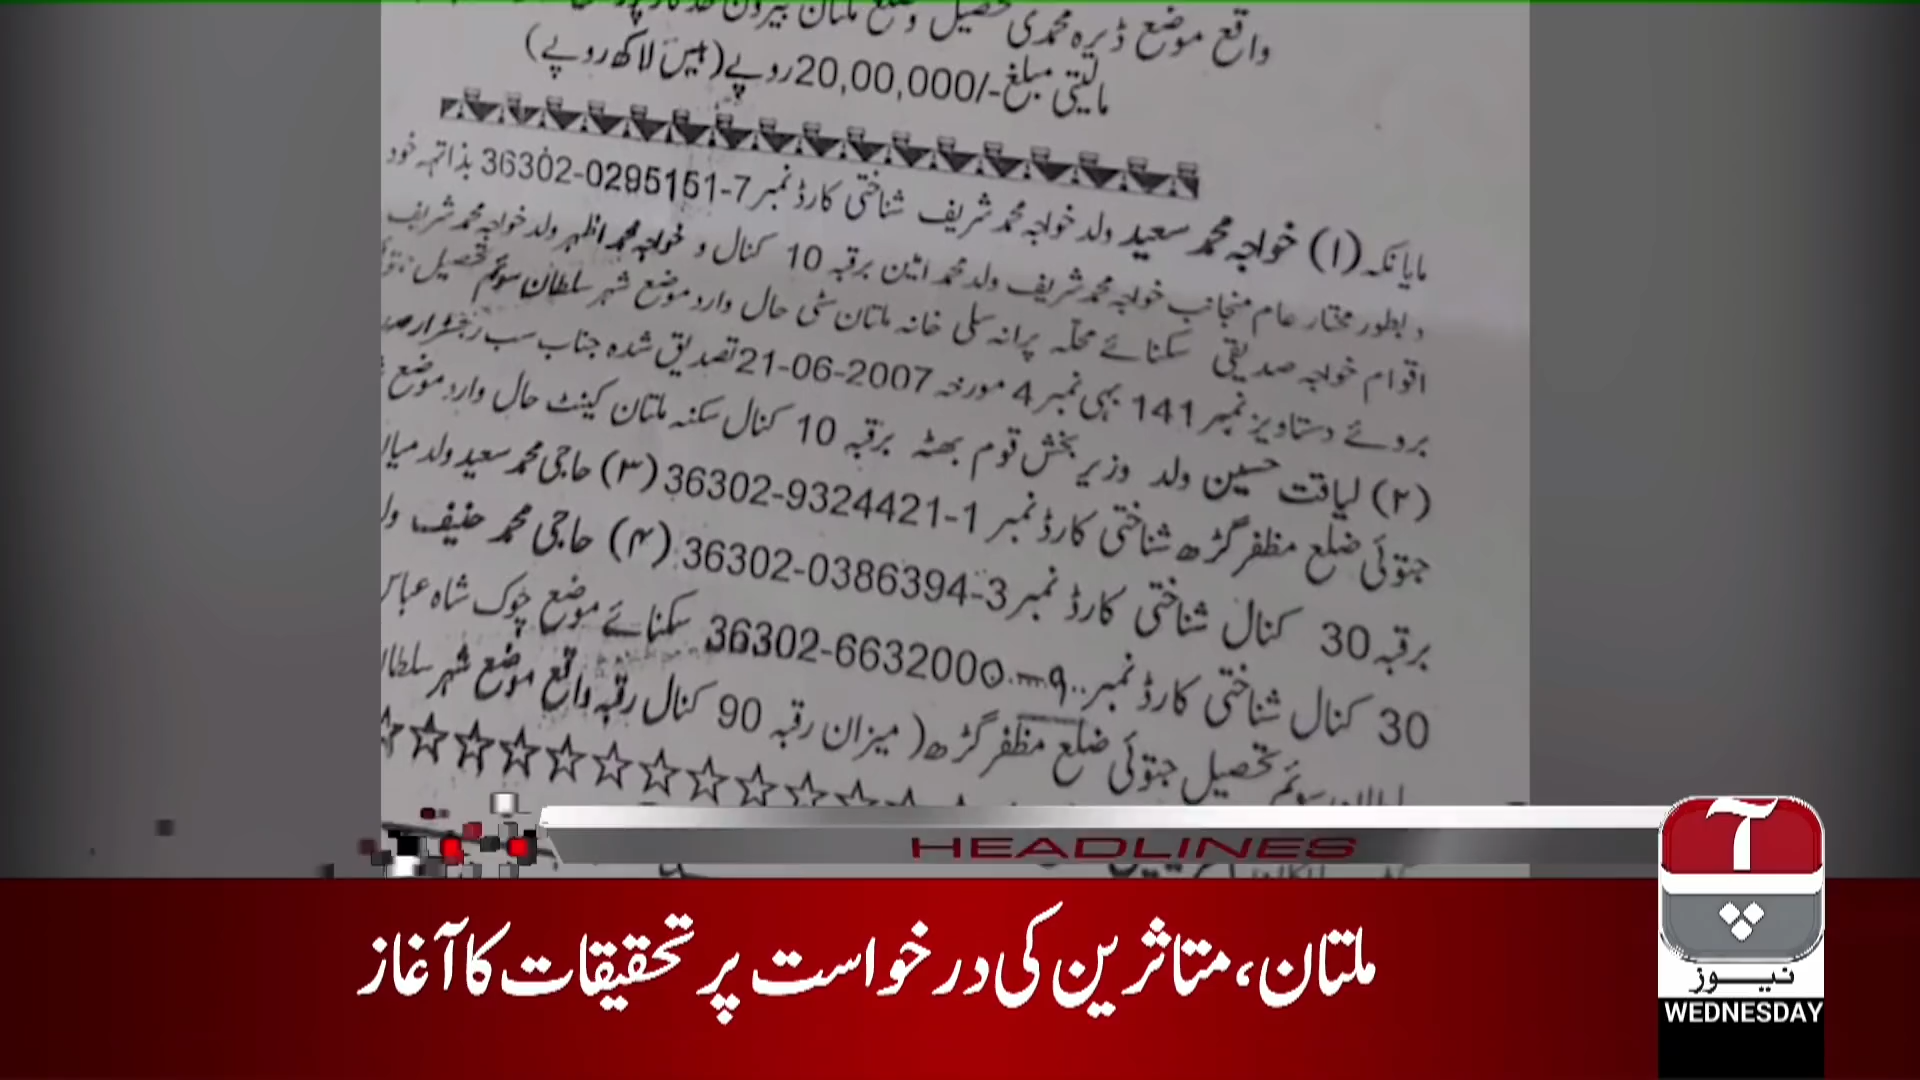 واقع موضع ڈیرہ محمدی تحصیل و ضلع ملتان بیرون
مالیتی مبلغ -/20,00,000 روپے (بیس لاکھ روپے)
مایانکہ (۱) خواجہ محمد سعید ولد خواجہ محمد شریف شناختی کارڈ نمبر 36302-0295151-7 بذاتہہ خود
و بطور مختار عام منجانب خواجہ محمد شریف ولد محمد امین برقبہ 10 کنال و خواجہ محمد اظہر ولد خواجہ محمد شریف
اقوام خواجہ صدیقی سکنائے محلہ پرانہ سلی خانہ ملتان سٹی حال وارد موضع شہر سلطان سوئم تحصیل جتوئی
بروئے دستاویز نمبر 141 بہی نمبر 4 مورخہ 21-06-2007 تصدیق شدہ جناب سب رجسٹرار
(۲) لیاقت حسین ولد وزیر بخش قوم بھٹہ برقبہ 10 کنال سکنہ ملتان کینٹ حال وارد موضع
جتوئی ضلع مظفر گڑھ شناختی کارڈ نمبر 36302-9324421-1 (۳) حاجی محمد سعید ولد میاں
برقبہ 30 کنال شناختی کارڈ نمبر 36302-0386394-3 (۴) حاجی محمد حنیف
30 کنال شناختی کارڈ نمبر 36302-6632000 ۹ سکنائے موضع چوک شاہ عباس
سوئم تحصیل جتوئی ضلع مظفر گڑھ (میزان رقبہ 90 کنال رقبہ واقع موضع شہر سلطان
HEADLINES
ملتان، متاثرین کی درخواست پر تحقیقات کا آغاز
آپ
نیوز
WEDNESDAY